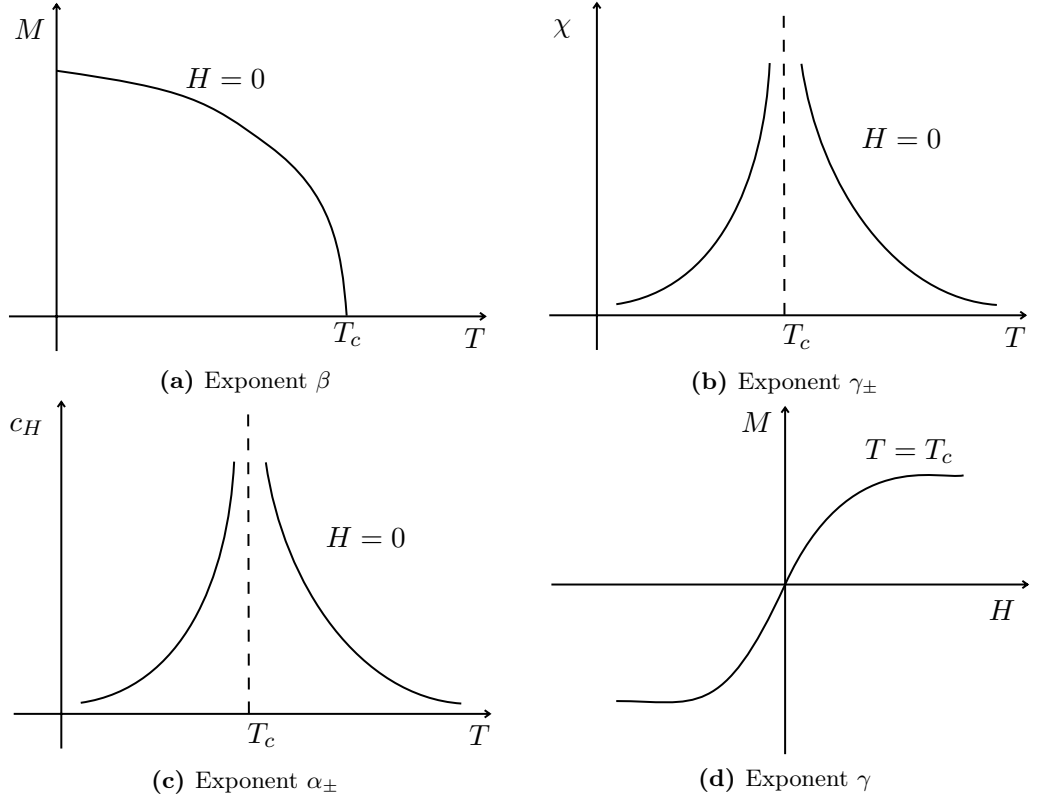 M
H = 0
T_c
T
(a) Exponent β
χ
H = 0
T_c
T
(b) Exponent γ±
c_H
H = 0
T_c
T
(c) Exponent α±
M
T = T_c
H
(d) Exponent γ